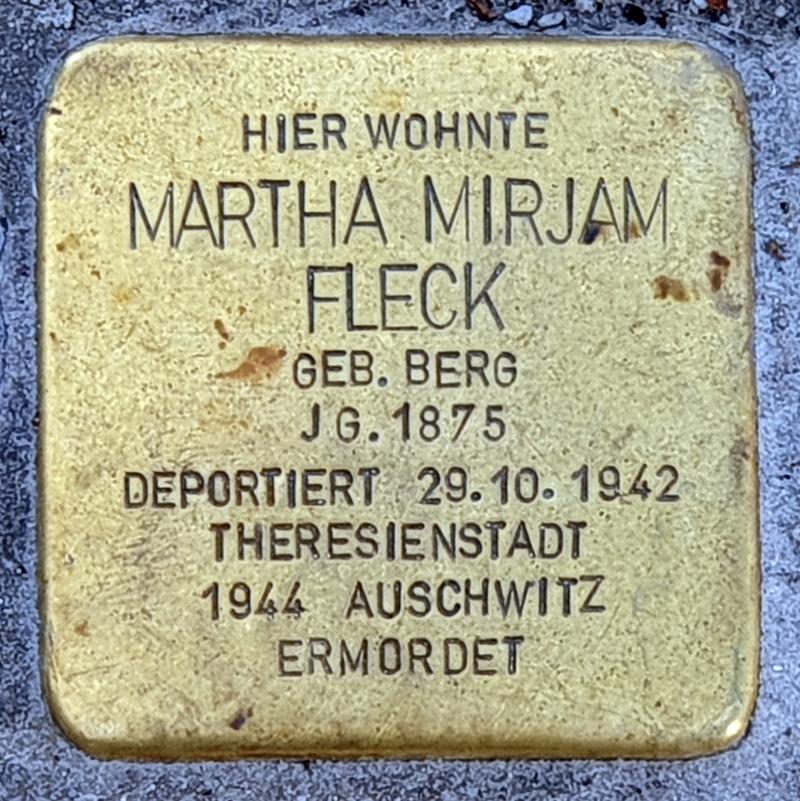 HIER WOHNTE
MARTHA MIRJAM
FLECK
GEB. BERG
JG. 1875
DEPORTIERT 29.10.1942
THERESIENSTADT
1944 AUSCHWITZ
ERMORDET